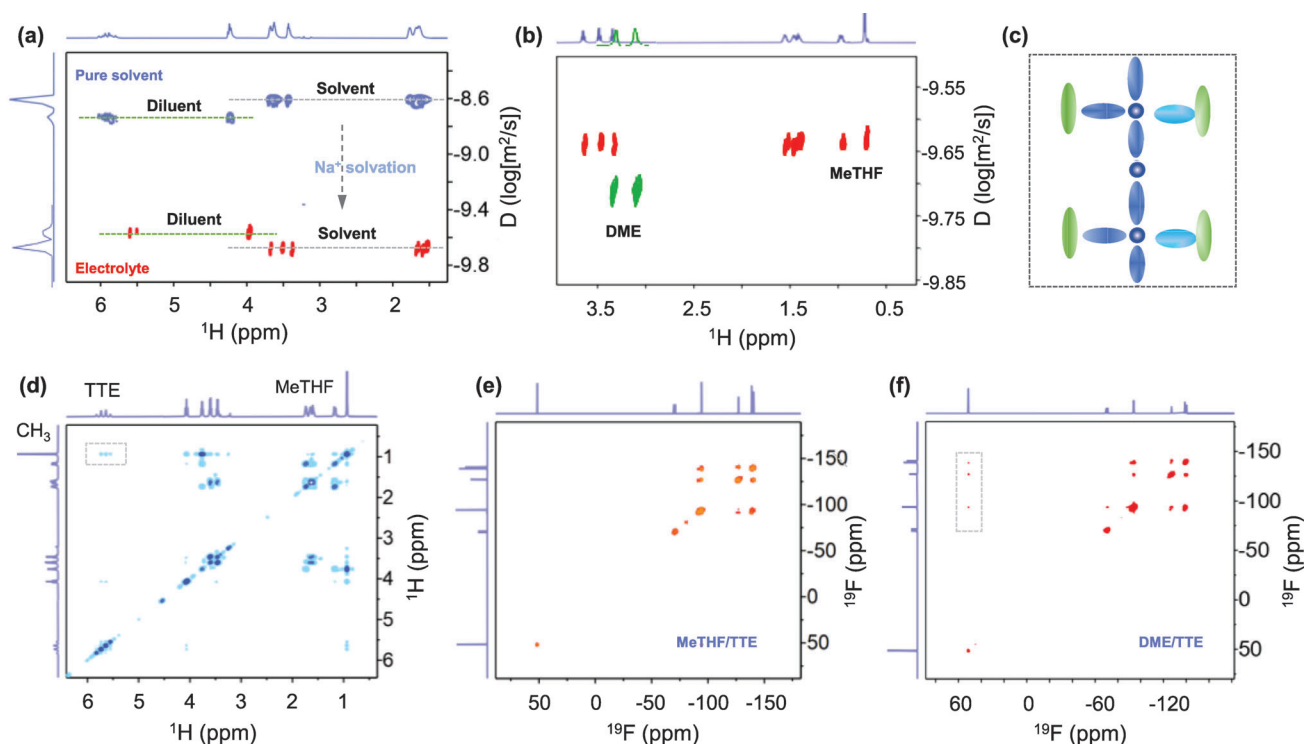 (a)
Pure solvent
Diluent
Solvent
Na⁺ solvation
Diluent
Solvent
Electrolyte
-8.6
-9.0
-9.4
-9.8
D (log[m²/s])
6 5 4 3 2
¹H (ppm)
(b)
MeTHF
DME
-9.55
-9.65
-9.75
-9.85
D (log[m²/s])
3.5 2.5 1.5 0.5
¹H (ppm)
(c)
(d)
TTE
MeTHF
CH₃
1
2
3
4
5
6
¹H (ppm)
6 5 4 3 2 1
¹H (ppm)
(e)
MeTHF/TTE
-150
-100
-50
0
50
¹⁹F (ppm)
50 0 -50 -100 -150
¹⁹F (ppm)
(f)
DME/TTE
-150
-100
-50
0
50
¹⁹F (ppm)
60 0 -60 -120
¹⁹F (ppm)